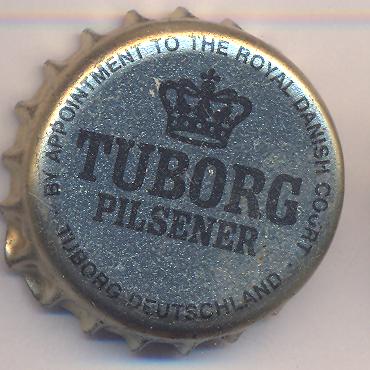 BY APPOINTMENT TO THE ROYAL DANISH COURT
TUBORG
PILSENER
TUBORG DEUTSCHLAND